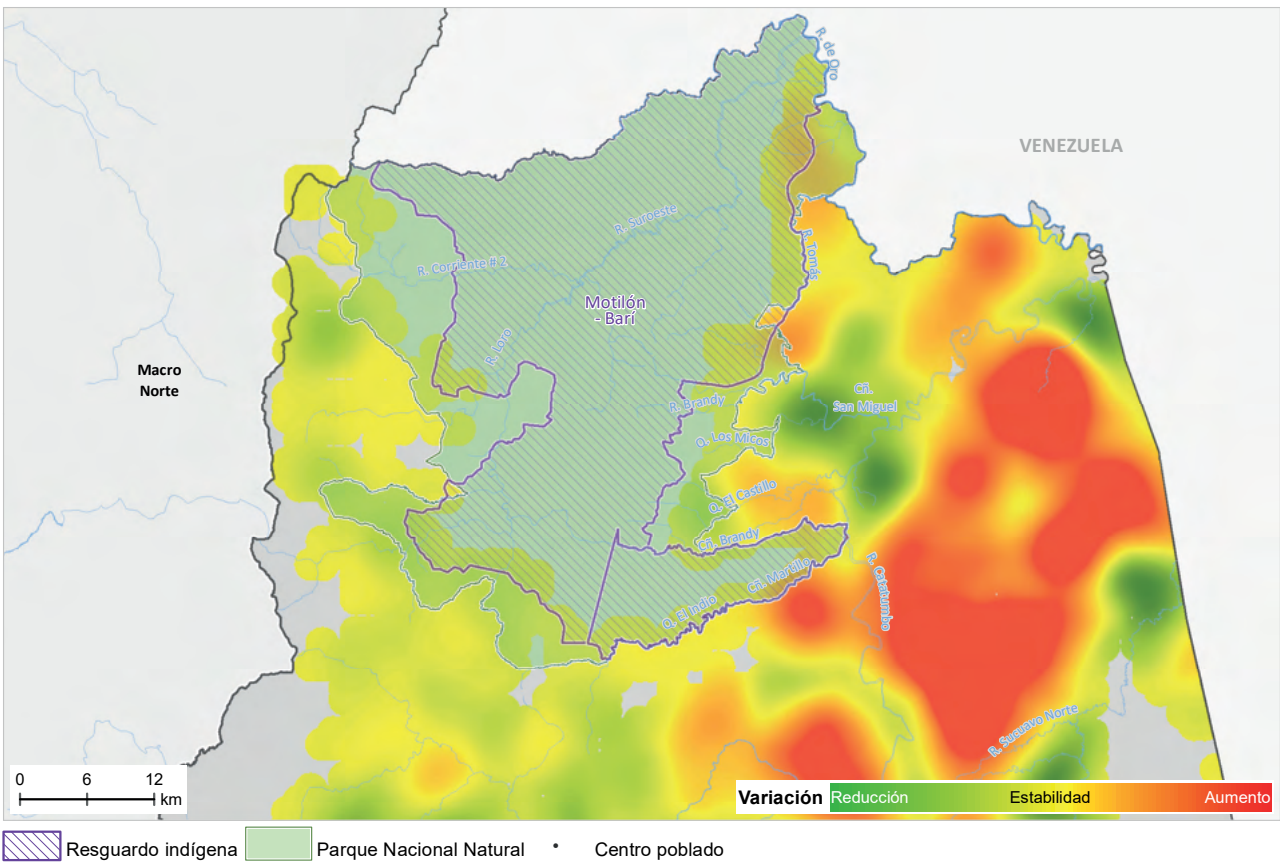 R. de Oro
VENEZUELA
R. Suroeste
R. Tomás
R. Corriente # 2
Motilón
- Barí
R. Loro
Macro
Norte
Cñ.
San Miguel
R. Brandy
Q. Los Micos
Q. El Castillo
Cñ. Brandy
Cñ. Martillo
R. Catatumbo
Q. El Indio
R. Sucuavo Norte
0 6 12
km
Variación Reducción Estabilidad Aumento
Resguardo indígena Parque Nacional Natural Centro poblado